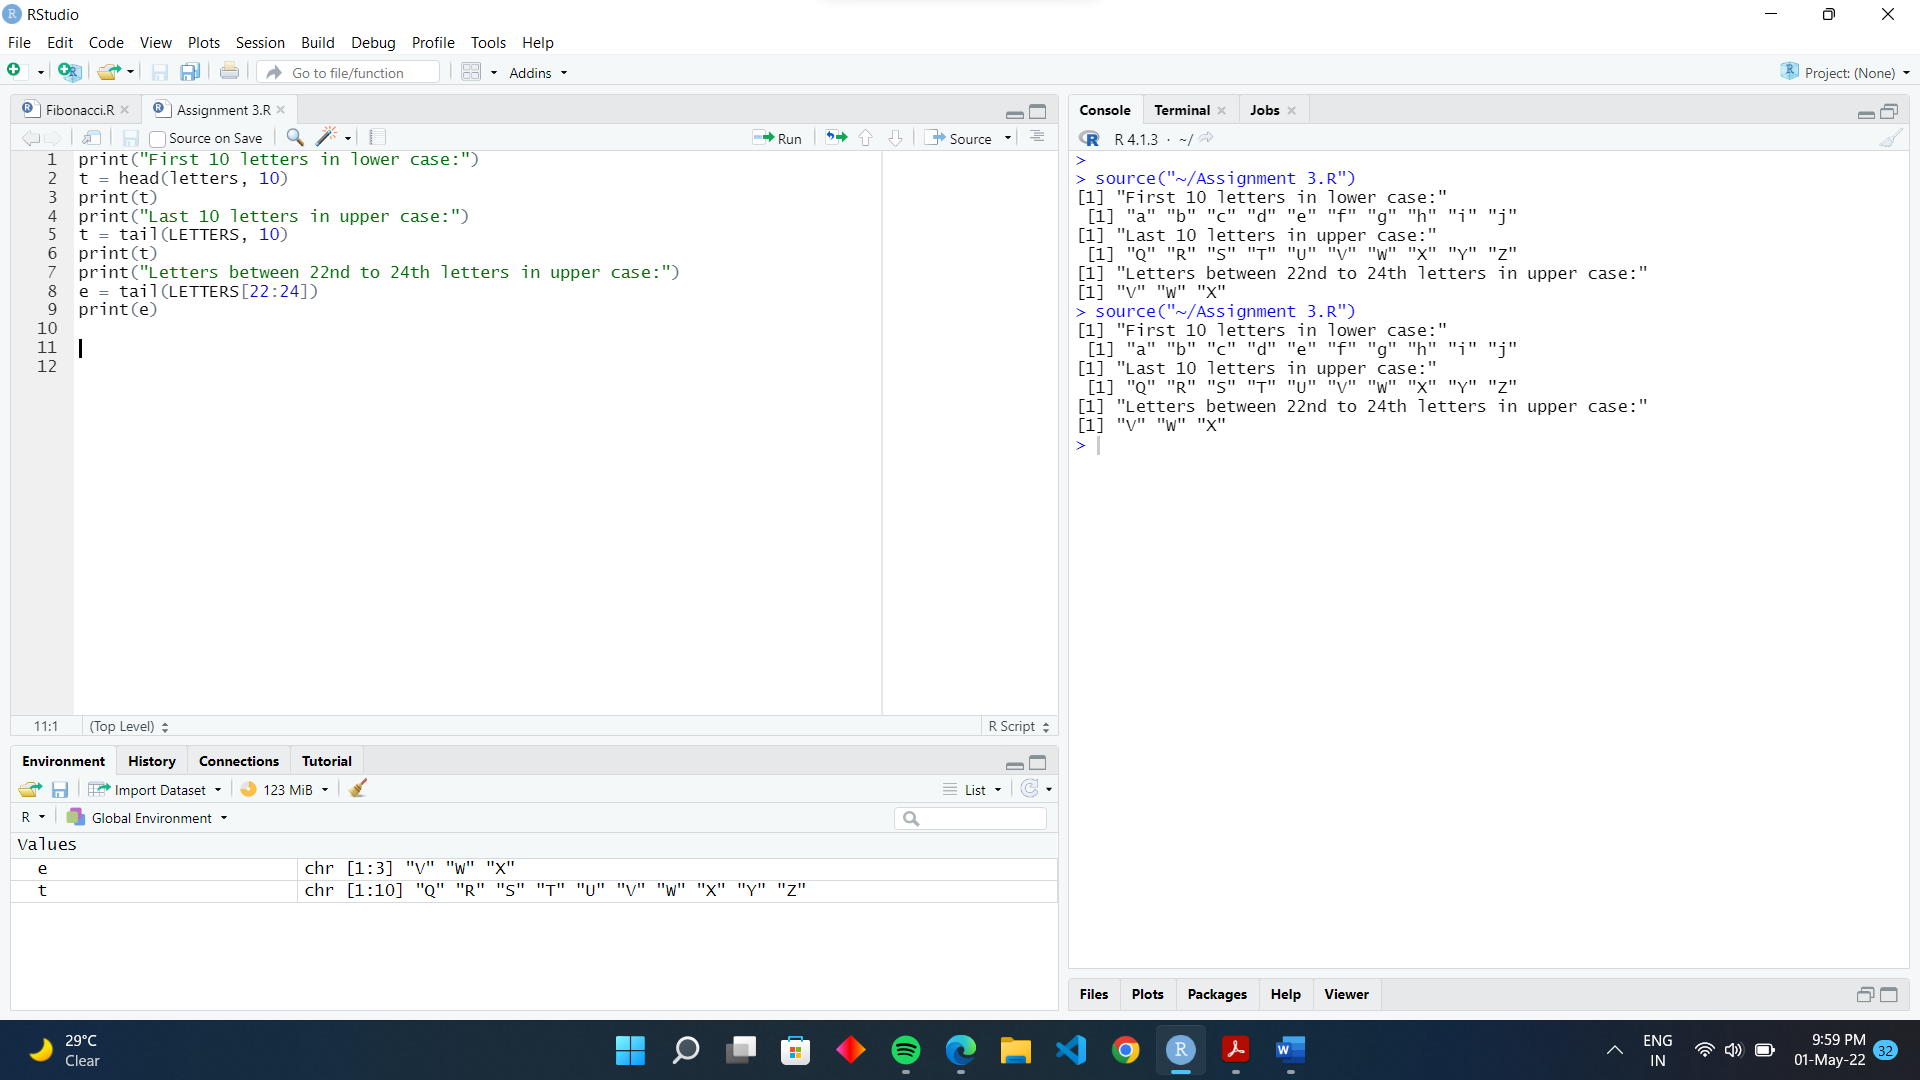 RStudio
File Edit Code View Plots Session Build Debug Profile Tools Help
Go to file/function Addins Project: (None)
Fibonacci.R Assignment 3.R
Source on Save Run Source
1 print("First 10 letters in lower case:")
2 t = head(letters, 10)
3 print(t)
4 print("Last 10 letters in upper case:")
5 t = tail(LETTERS, 10)
6 print(t)
7 print("Letters between 22nd to 24th letters in upper case:")
8 e = tail(LETTERS[22:24])
9 print(e)
10
11
12
11:1 (Top Level) R Script
Environment History Connections Tutorial
Import Dataset 123 MiB List
R Global Environment
Values
e chr [1:3] "V" "W" "X"
t chr [1:10] "Q" "R" "S" "T" "U" "V" "W" "X" "Y" "Z"
Console Terminal Jobs
R 4.1.3 · ~/
>
> source("~/Assignment 3.R")
[1] "First 10 letters in lower case:"
[1] "a" "b" "c" "d" "e" "f" "g" "h" "i" "j"
[1] "Last 10 letters in upper case:"
[1] "Q" "R" "S" "T" "U" "V" "W" "X" "Y" "Z"
[1] "Letters between 22nd to 24th letters in upper case:"
[1] "V" "W" "X"
> source("~/Assignment 3.R")
[1] "First 10 letters in lower case:"
[1] "a" "b" "c" "d" "e" "f" "g" "h" "i" "j"
[1] "Last 10 letters in upper case:"
[1] "Q" "R" "S" "T" "U" "V" "W" "X" "Y" "Z"
[1] "Letters between 22nd to 24th letters in upper case:"
[1] "V" "W" "X"
>
Files Plots Packages Help Viewer
29°C
Clear
ENG
IN
9:59 PM
01-May-22
32